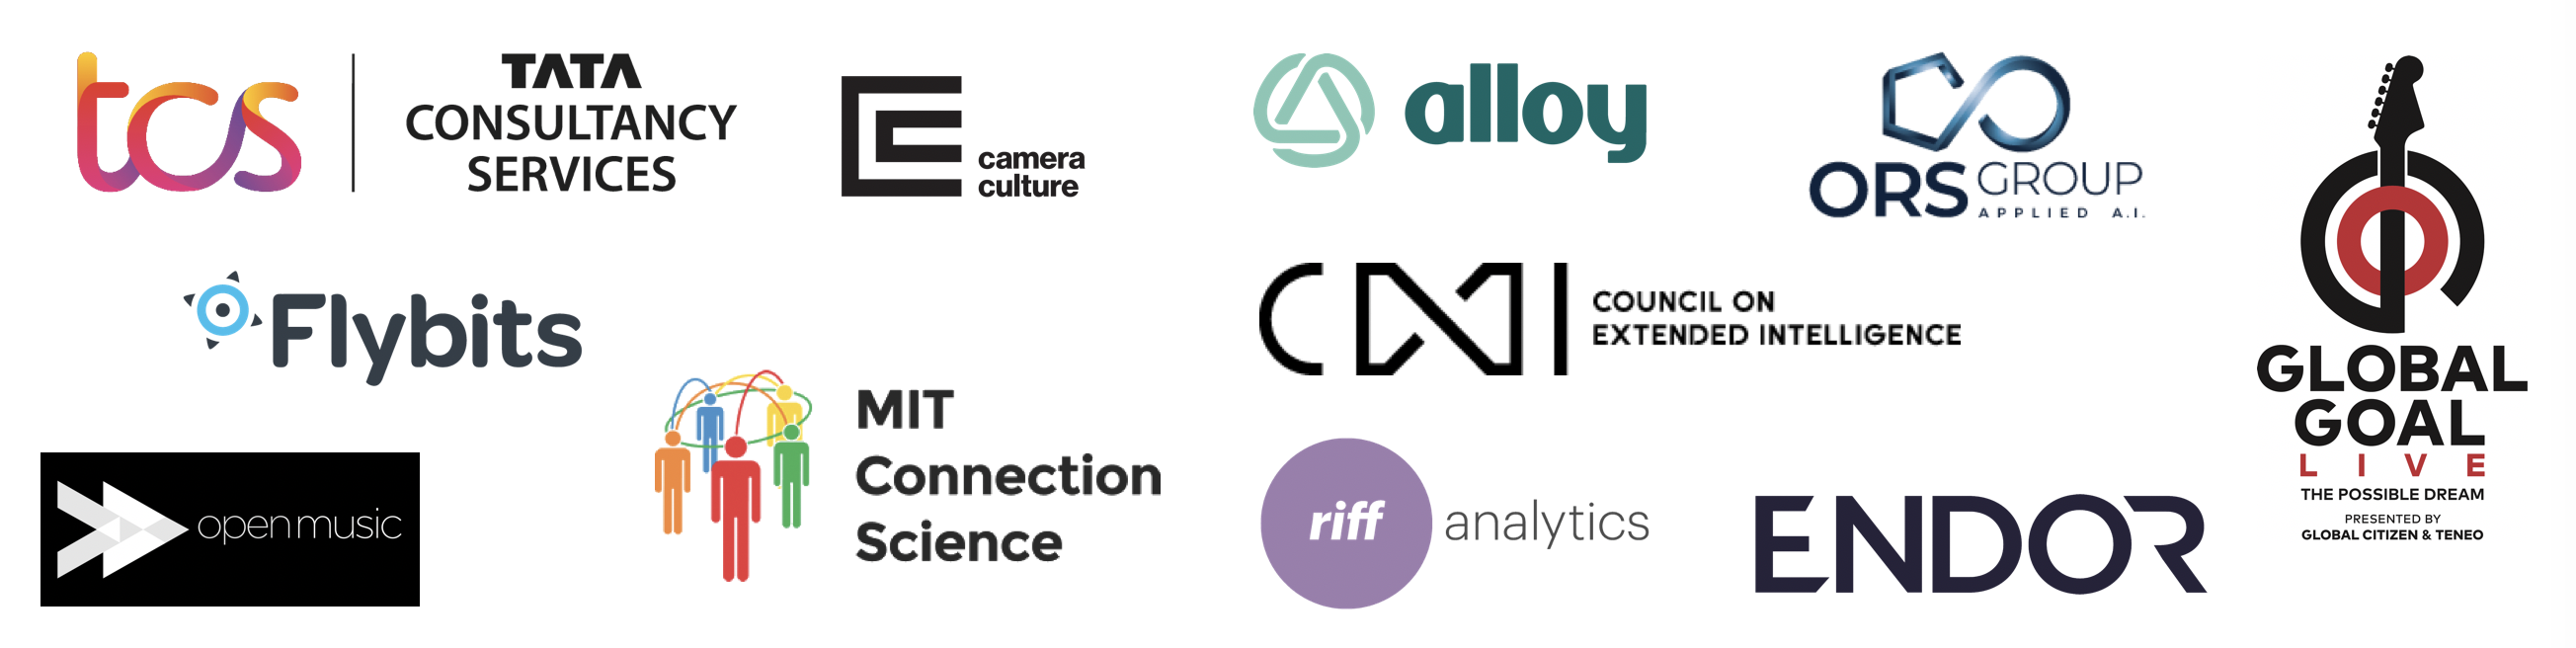 tcs
TATA
CONSULTANCY
SERVICES
camera
culture
alloy
ORS GROUP
APPLIED A.I.
Flybits
MIT
Connection
Science
openmusic
COUNCIL ON
EXTENDED INTELLIGENCE
riff analytics
ENDOR
GLOBAL
GOAL
LIVE
THE POSSIBLE DREAM
PRESENTED BY
GLOBAL CITIZEN & TENEO